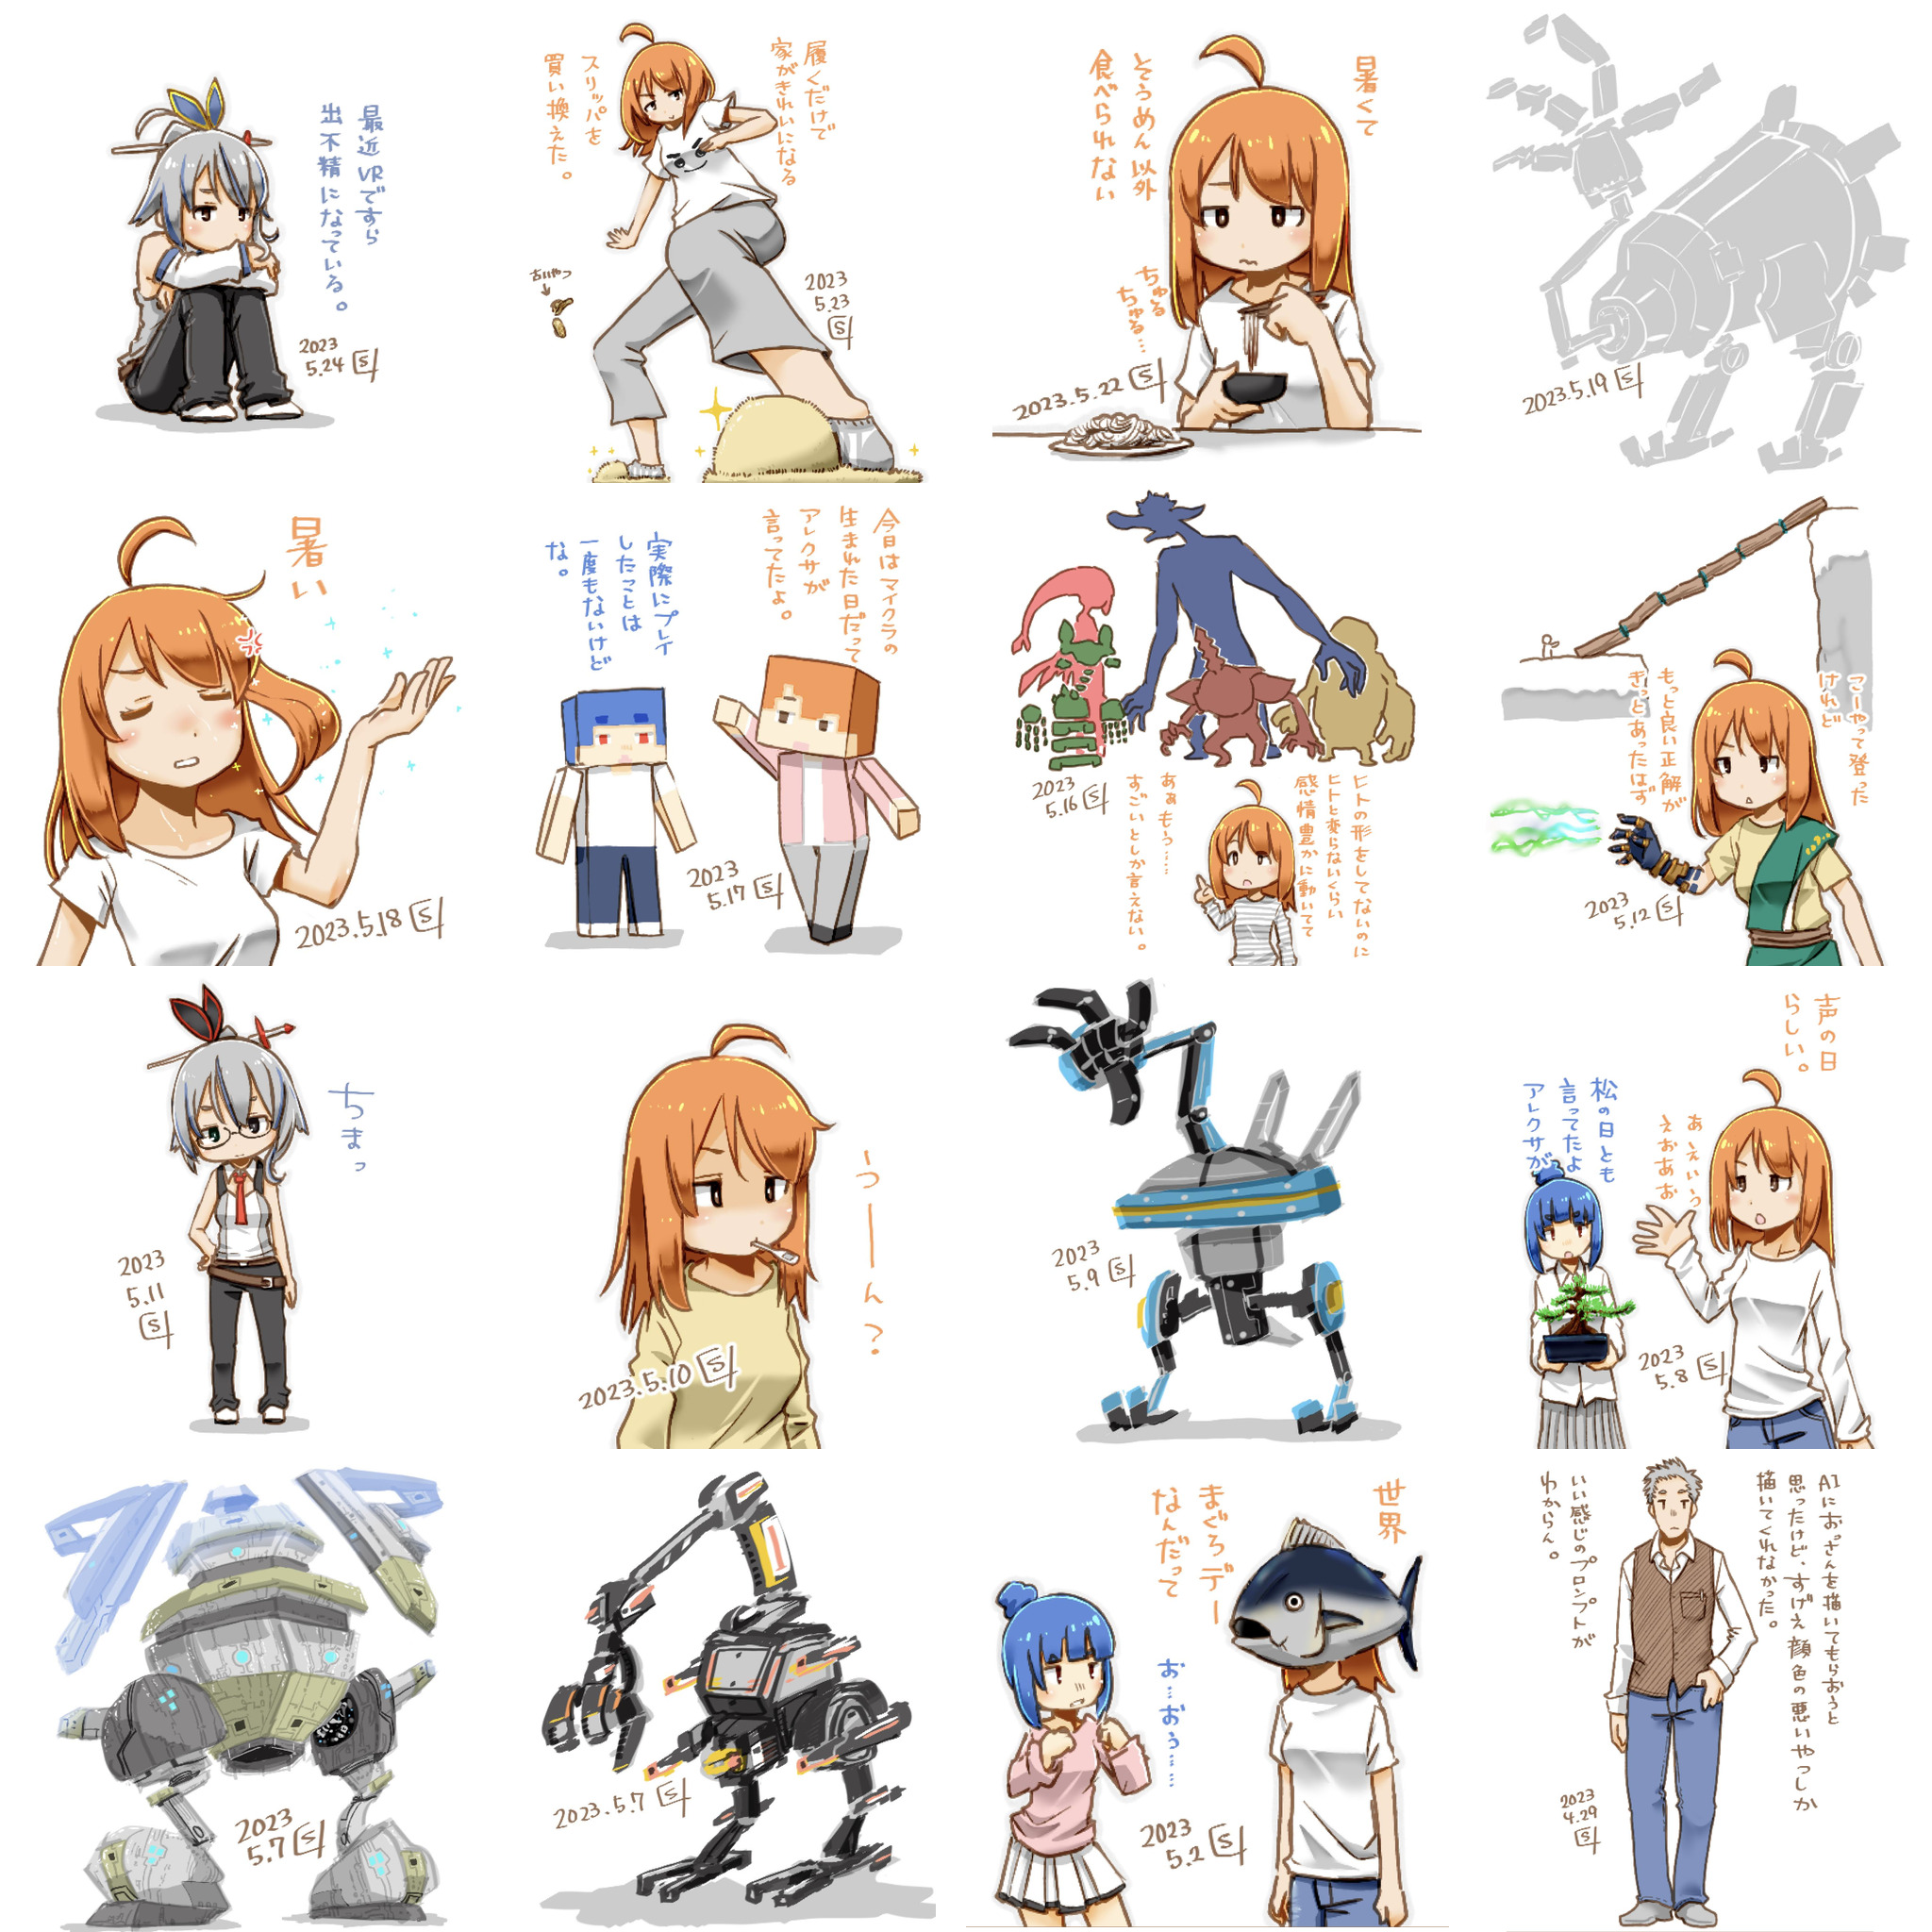 最近VRですら
出不精になっている。
2023
5.24
履くだけで
家がきれいになる
スリッパを
買い換えた。
古いやつ
2023
5.23
暑くて
そうめん以外
食べられない
ちゅる
ちゅる…
2023.5.22
2023.5.19
暑い
2023.5.18
今日はマイクラの
生まれた日だって
アレクサが
言ってたよ。
実際にプレイ
したことは
一度もないけど
な。
2023
5.17
2023
5.16
ヒトの形をしてないのに
ヒトと変らないくらい
感情豊かに動いてて
あぁもう……
すごいとしか言えない。
こーやって登った
けれど
もっと良い正解が
きっとあったはず
2023
5.12
ちまっ
2023
5.11
うーん?
2023.5.10
2023
5.9
声の日
らしい。
あえいう
えおあお
松の日とも
言ってたよ
アレクサが
2023
5.8
2023
5.7
2023.5.7
世界
まぐろデー
なんだって
お…おぅ……
2023
5.2
AIにおっさんを描いてもらおうと
思ったけど、すげえ顔色の悪いやつしか
描いてくれなかった。
いい感じのプロンプトが
わからん。
2023
4.29